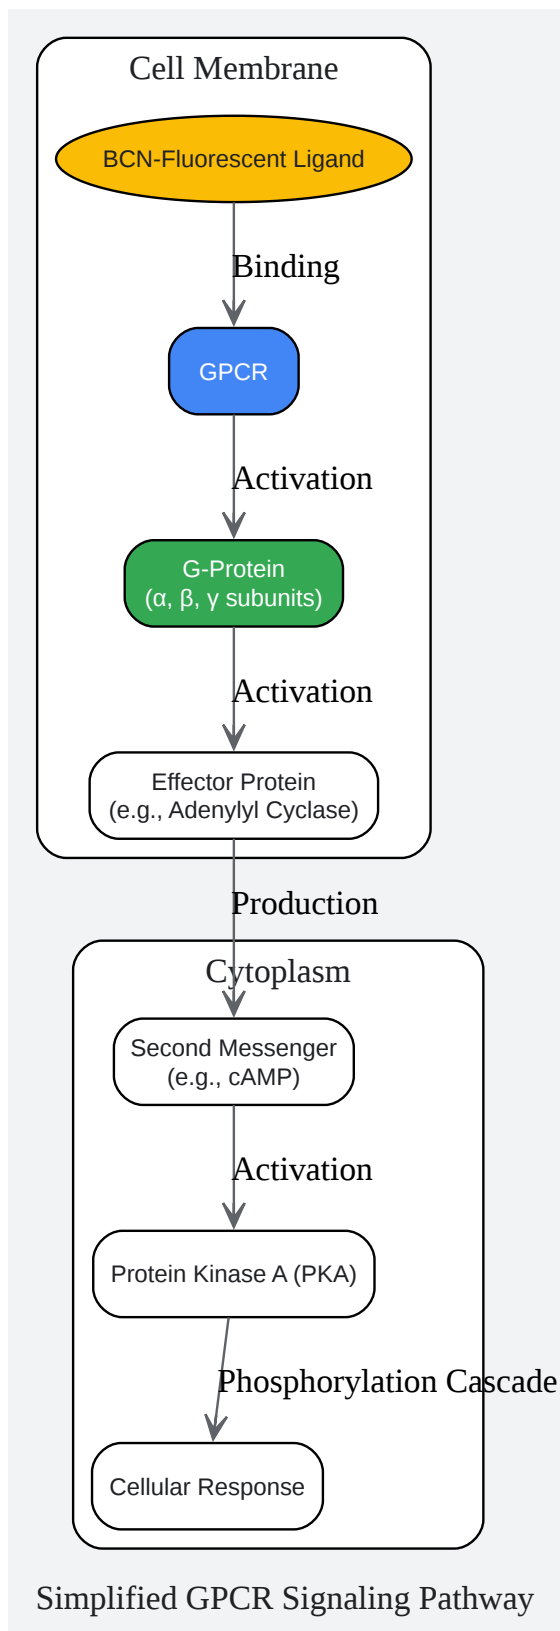 Cell Membrane
BCN-Fluorescent Ligand
Binding
GPCR
Activation
G-Protein
(α, β, γ subunits)
Activation
Effector Protein
(e.g., Adenylyl Cyclase)
Production
Cytoplasm
Second Messenger
(e.g., cAMP)
Activation
Protein Kinase A (PKA)
Phosphorylation Cascade
Cellular Response
Simplified GPCR Signaling Pathway